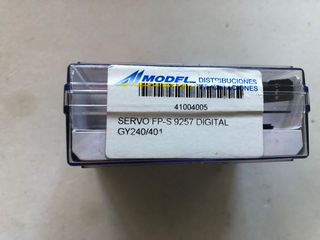 MODEL DISTRIBUCIONES
41004005
SERVO FP-S 9257 DIGITAL
GY240/401